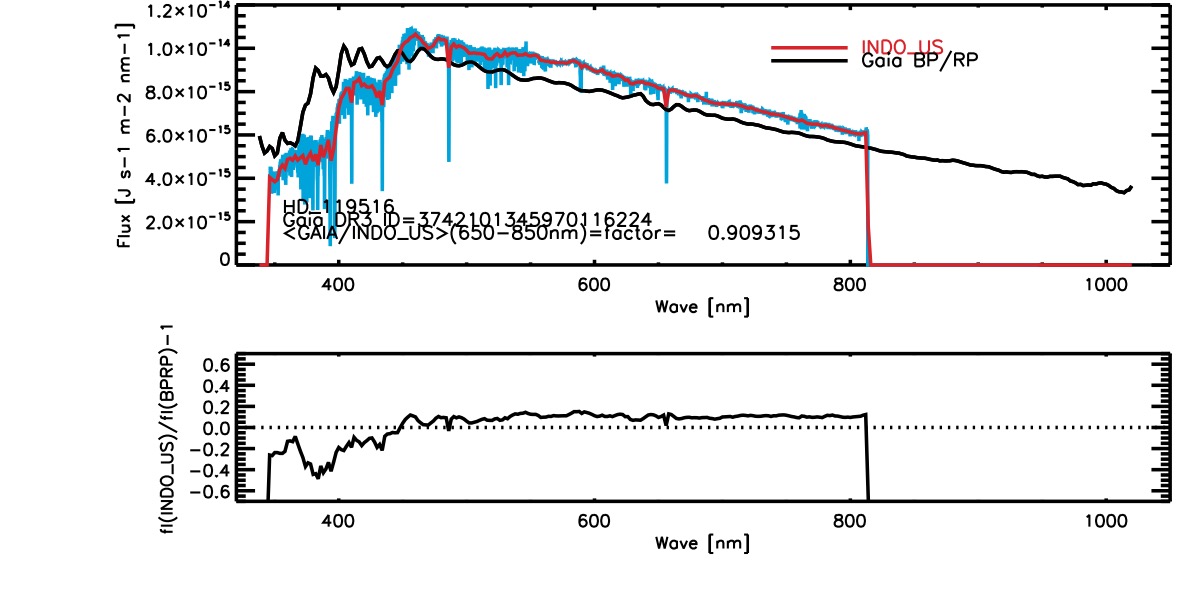 1.2×10⁻¹⁴
1.0×10⁻¹⁴
8.0×10⁻¹⁵
6.0×10⁻¹⁵
4.0×10⁻¹⁵
2.0×10⁻¹⁵
0
Flux [J s-1 m-2 nm-1]
INDO_US
Gaia BP/RP
HD_119516
Gaia DR3 ID=3742101345970116224
<GAIA/INDO_US>(650-850nm)=factor= 0.909315
400 600 800 1000
Wave [nm]
0.6
0.4
0.2
0.0
-0.2
-0.4
-0.6
fl(INDO_US)/fl(BPRP)-1
400 600 800 1000
Wave [nm]